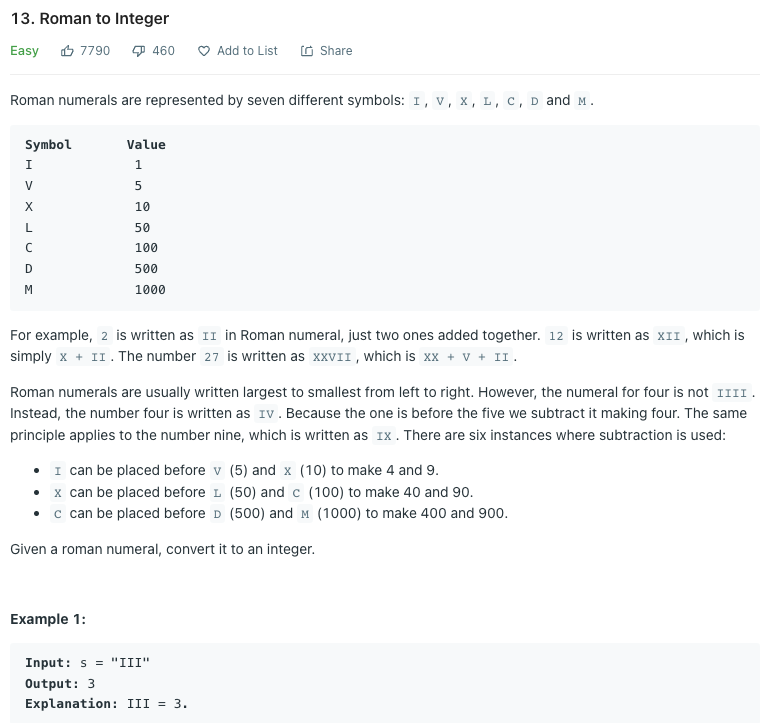 13. Roman to Integer
Easy 7790 460 Add to List Share
Roman numerals are represented by seven different symbols: I, V, X, L, C, D and M.
Symbol Value
I 1
V 5
X 10
L 50
C 100
D 500
M 1000
For example, 2 is written as II in Roman numeral, just two ones added together. 12 is written as XII, which is
simply X + II. The number 27 is written as XXVII, which is XX + V + II.
Roman numerals are usually written largest to smallest from left to right. However, the numeral for four is not IIII.
Instead, the number four is written as IV. Because the one is before the five we subtract it making four. The same
principle applies to the number nine, which is written as IX. There are six instances where subtraction is used:
• I can be placed before V (5) and X (10) to make 4 and 9.
• X can be placed before L (50) and C (100) to make 40 and 90.
• C can be placed before D (500) and M (1000) to make 400 and 900.
Given a roman numeral, convert it to an integer.
Example 1:
Input: s = "III"
Output: 3
Explanation: III = 3.